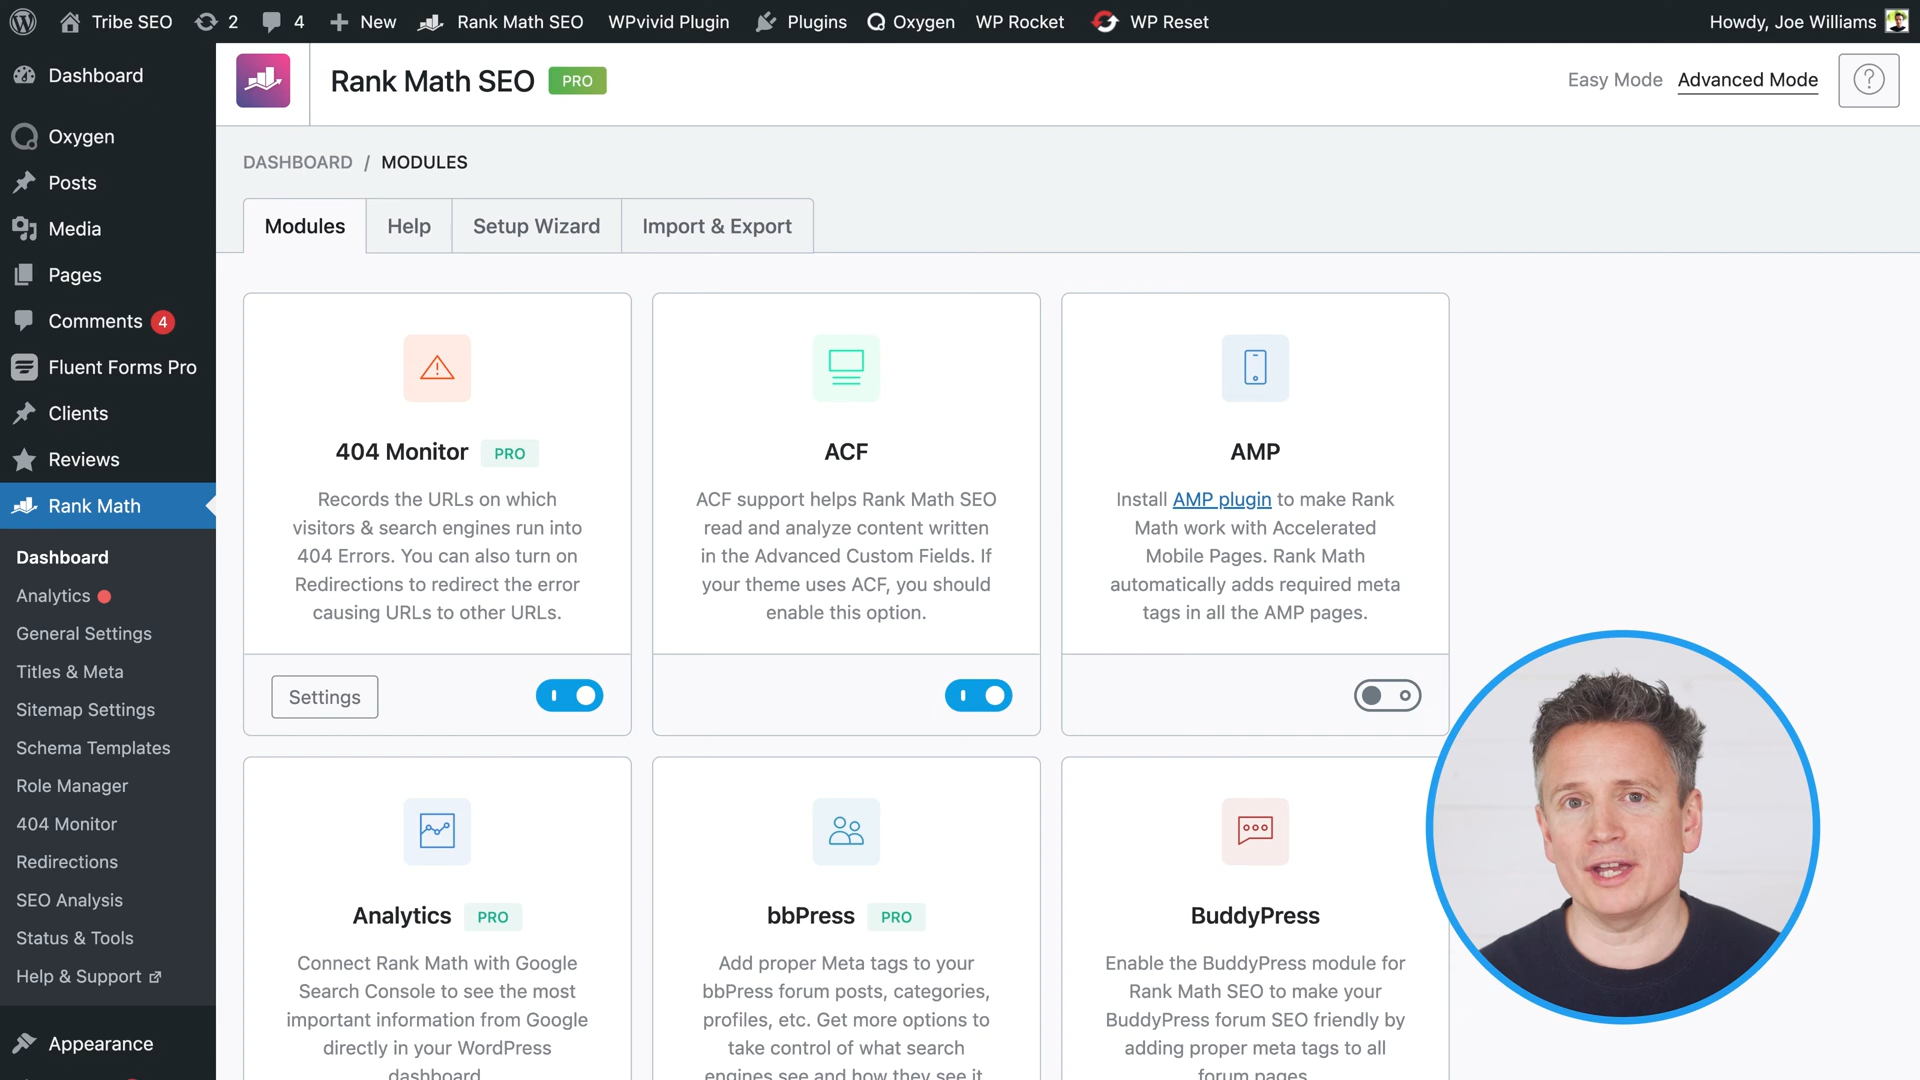 Tribe SEO
2
4
New
Rank Math SEO
WPvivid Plugin
Plugins
Oxygen
WP Rocket
WP Reset
Howdy, Joe Williams
Dashboard
Oxygen
Posts
Media
Pages
Comments 4
Fluent Forms Pro
Clients
Reviews
Rank Math
Dashboard
Analytics
General Settings
Titles & Meta
Sitemap Settings
Schema Templates
Role Manager
404 Monitor
Redirections
SEO Analysis
Status & Tools
Help & Support
Appearance
Rank Math SEO PRO
Easy Mode
Advanced Mode
?
DASHBOARD / MODULES
Modules
Help
Setup Wizard
Import & Export
404 Monitor PRO
Records the URLs on which
visitors & search engines run into
404 Errors. You can also turn on
Redirections to redirect the error
causing URLs to other URLs.
Settings
ACF
ACF support helps Rank Math SEO
read and analyze content written
in the Advanced Custom Fields. If
your theme uses ACF, you should
enable this option.
AMP
Install AMP plugin to make Rank
Math work with Accelerated
Mobile Pages. Rank Math
automatically adds required meta
tags in all the AMP pages.
Analytics PRO
Connect Rank Math with Google
Search Console to see the most
important information from Google
directly in your WordPress
dashboard
bbPress PRO
Add proper Meta tags to your
bbPress forum posts, categories,
profiles, etc. Get more options to
take control of what search
engines see and how they see it
BuddyPress
Enable the BuddyPress module for
Rank Math SEO to make your
BuddyPress forum SEO friendly by
adding proper meta tags to all
forum pages